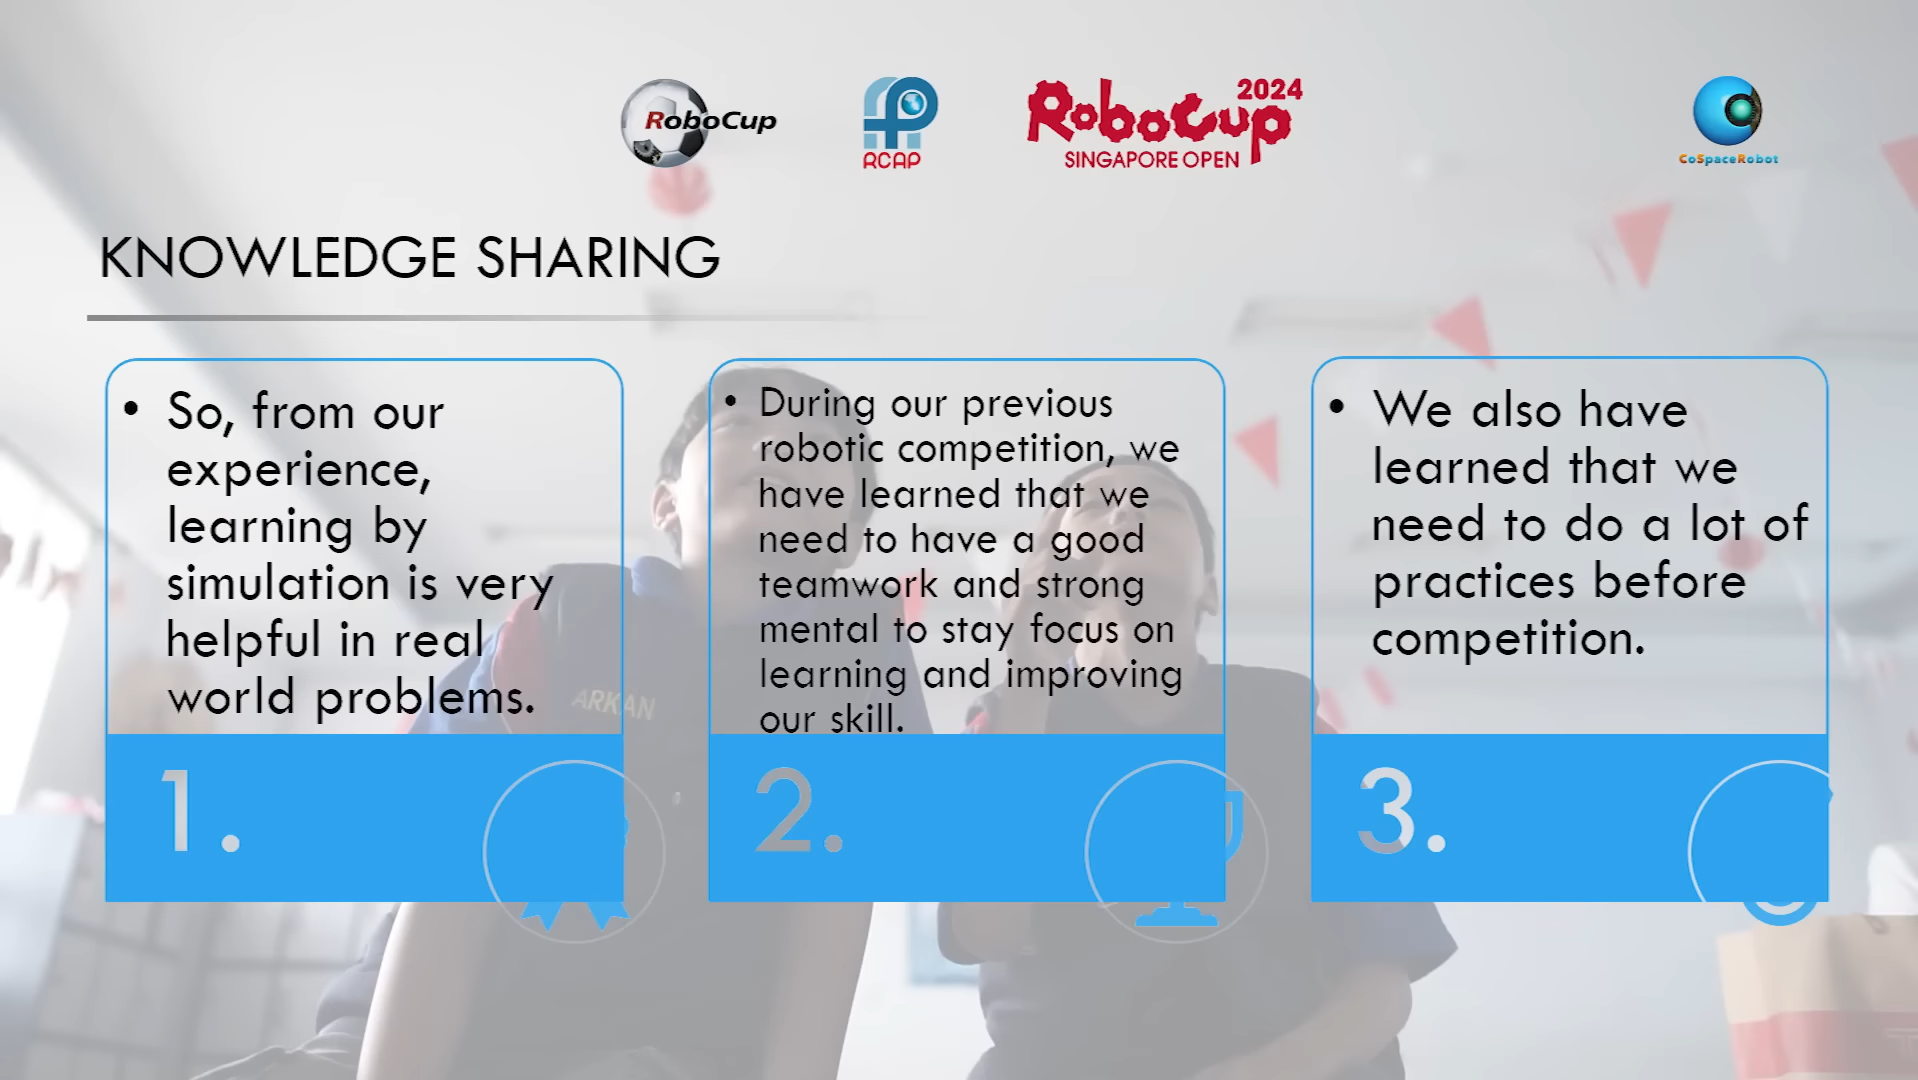 RoboCup
RCAP
RoboCup 2024
SINGAPORE OPEN
CoSpaceRobot
KNOWLEDGE SHARING
• So, from our
experience,
learning by
simulation is very
helpful in real
world problems.
1.
• During our previous
robotic competition, we
have learned that we
need to have a good
teamwork and strong
mental to stay focus on
learning and improving
our skill.
2.
• We also have
learned that we
need to do a lot of
practices before
competition.
3.
ARKAN